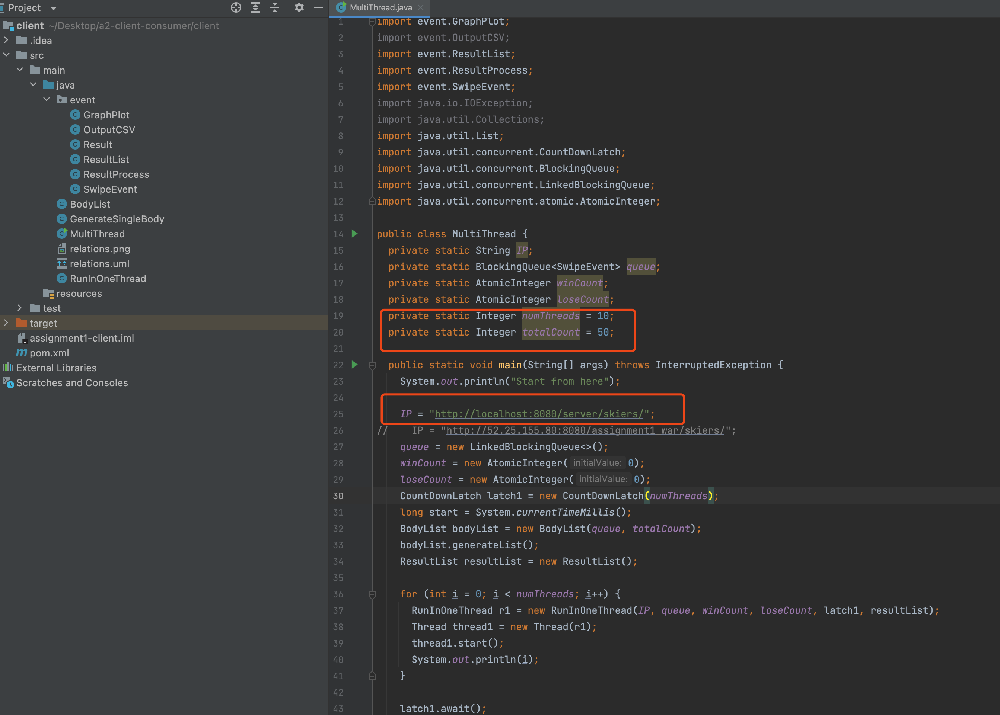 Project
client ~/Desktop/a2-client-consumer/client
.idea
src
main
java
event
GraphPlot
OutputCSV
Result
ResultList
ResultProcess
SwipeEvent
BodyList
GenerateSingleBody
MultiThread
relations.png
relations.uml
RunInOneThread
resources
test
target
assignment1-client.iml
pom.xml
External Libraries
Scratches and Consoles
MultiThread.java
1 import event.GraphPlot;
2 import event.OutputCSV;
3 import event.ResultList;
4 import event.ResultProcess;
5 import event.SwipeEvent;
6 import java.io.IOException;
7 import java.util.Collections;
8 import java.util.List;
9 import java.util.concurrent.CountDownLatch;
10 import java.util.concurrent.BlockingQueue;
11 import java.util.concurrent.LinkedBlockingQueue;
12 import java.util.concurrent.atomic.AtomicInteger;
13
14 public class MultiThread {
15 private static String IP;
16 private static BlockingQueue<SwipeEvent> queue;
17 private static AtomicInteger winCount;
18 private static AtomicInteger loseCount;
19 private static Integer numThreads = 10;
20 private static Integer totalCount = 50;
21
22 public static void main(String[] args) throws InterruptedException {
23 System.out.println("Start from here");
24
25 IP = "http://localhost:8080/server/skiers/";
26 // IP = "http://52.25.155.80:8080/assignment1_war/skiers/";
27 queue = new LinkedBlockingQueue<>();
28 winCount = new AtomicInteger( initialValue: 0);
29 loseCount = new AtomicInteger( initialValue: 0);
30 CountDownLatch latch1 = new CountDownLatch(numThreads);
31 long start = System.currentTimeMillis();
32 BodyList bodyList = new BodyList(queue, totalCount);
33 bodyList.generateList();
34 ResultList resultList = new ResultList();
35
36 for (int i = 0; i < numThreads; i++) {
37 RunInOneThread r1 = new RunInOneThread(IP, queue, winCount, loseCount, latch1, resultList);
38 Thread thread1 = new Thread(r1);
39 thread1.start();
40 System.out.println(i);
41 }
42
43 latch1.await();